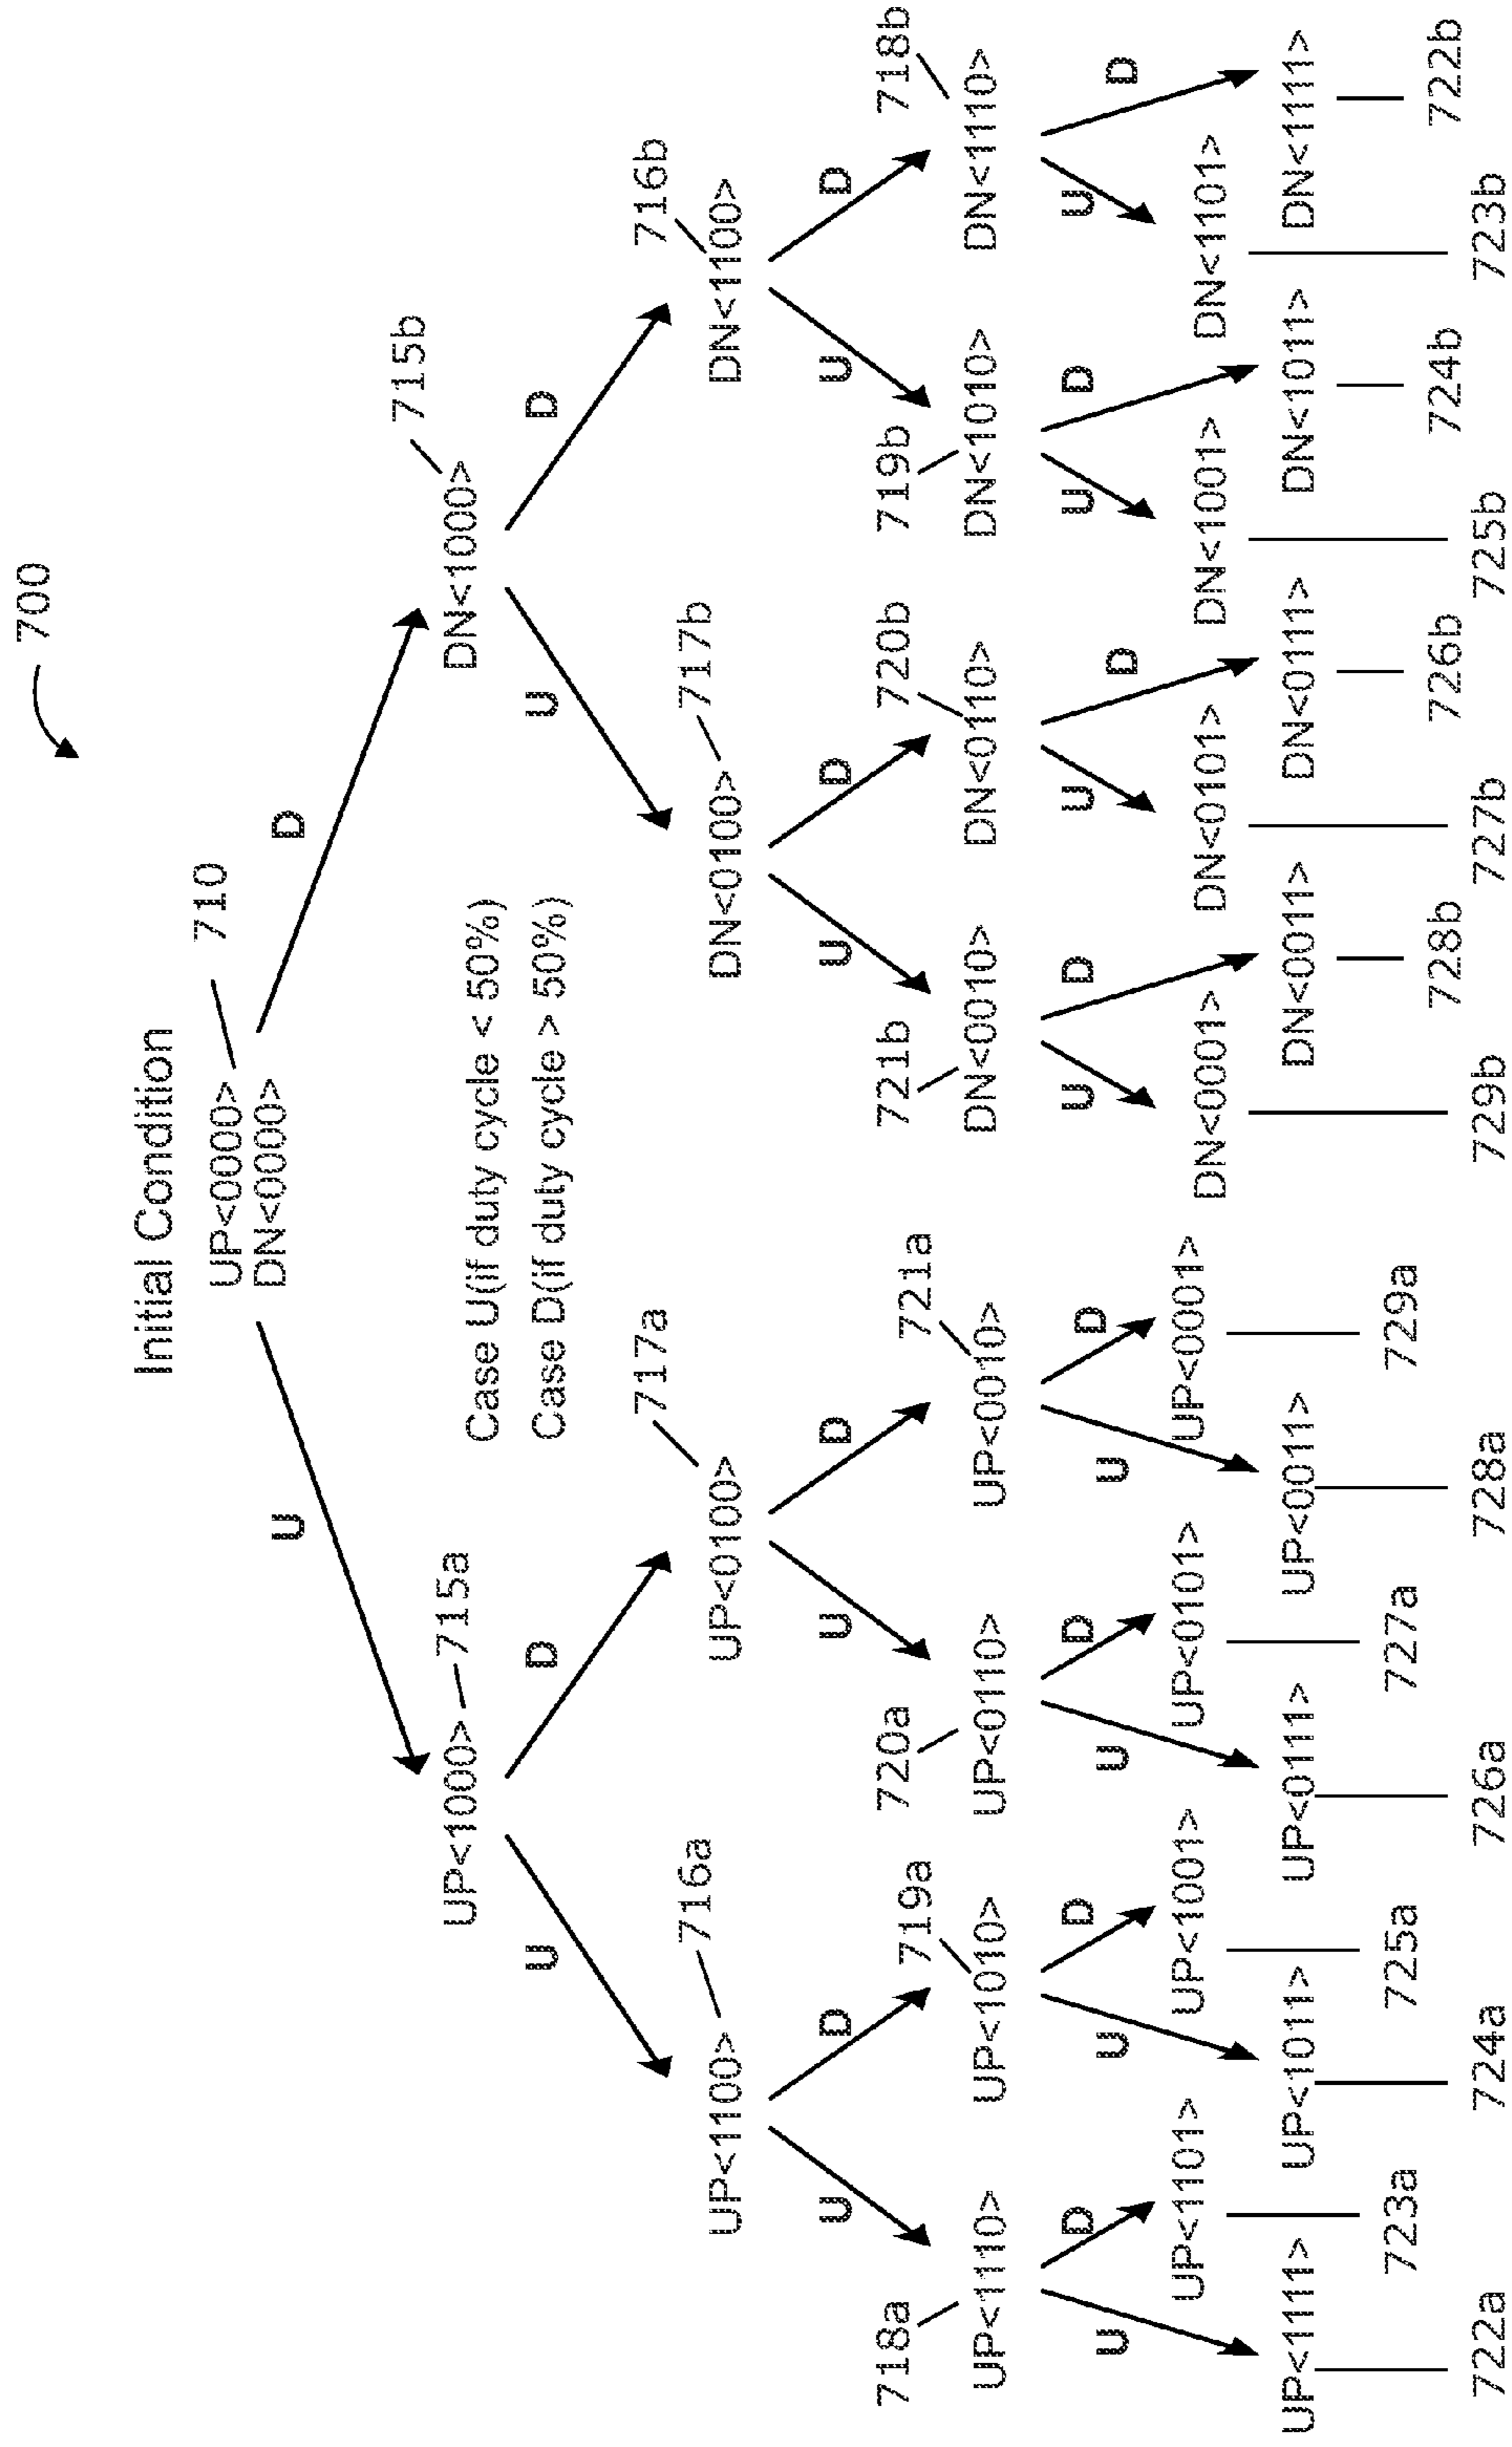 700
Initial Condition
710
UP<0000>
DN<0000>
U
D
UP<1000>
715a
DN<1000>
715b
Case U(if duty cycle < 50%)
Case D(if duty cycle > 50%)
U
D
U
D
716a
717a
717b
716b
UP<1100>
UP<0100>
DN<0100>
DN<1100>
U
D
U
D
U
D
U
D
718a
719a
720a
721a
721b
720b
719b
718b
UP<1110>
UP<1010>
UP<0110>
UP<0010>
DN<0010>
DN<0110>
DN<1010>
DN<1110>
U
D
U
D
U
D
U
D
U
D
U
D
U
D
U
D
UP<1101>
UP<1001>
UP<0101>
UP<0001>
DN<0001>
DN<0101>
DN<1001>
DN<1101>
UP<1111>
UP<1011>
UP<0111>
UP<0011>
DN<0011>
DN<0111>
DN<1011>
DN<1111>
723a
725a
727a
729a
728b
726b
724b
722b
722a
724a
726a
728a
729b
727b
725b
723b